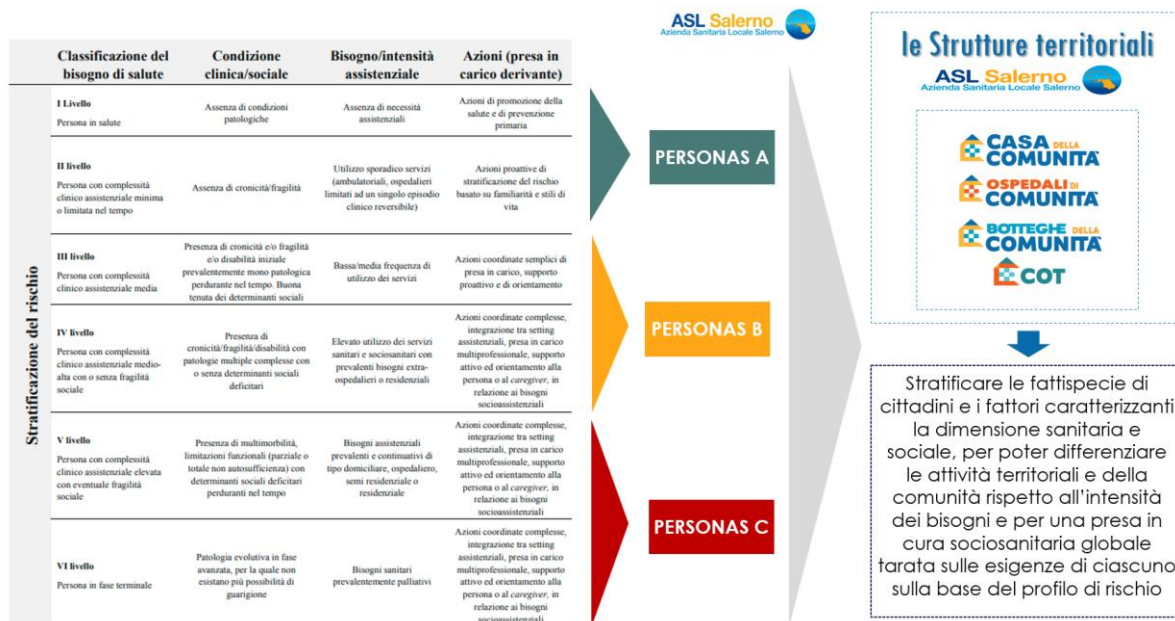 ASL Salerno
Azienda Sanitaria Locale Salerno
Stratificazione del rischio
Classificazione del
bisogno di salute
Condizione
clinica/sociale
Bisogno/intensità
assistenziale
Azioni (presa in
carico derivante)
I Livello
Persona in salute
Assenza di condizioni
patologiche
Assenza di necessità
assistenziali
Azioni di promozione della
salute e di prevenzione
primaria
II livello
Persona con complessità
clinico assistenziale minima
o limitata nel tempo
Assenza di cronicità/fragilità
Utilizzo sporadico servizi
(ambulatoriali, ospedalieri
limitati ad un singolo episodio
clinico reversibile)
Azioni proattive di
stratificazione del rischio
basato su familiarità e stili di
vita
III livello
Persona con complessità
clinico assistenziale media
Presenza di cronicità e/o fragilità
e/o disabilità iniziale
prevalentemente mono patologica
perdurante nel tempo. Buona
tenuta dei determinanti sociali
Bassa/media frequenza di
utilizzo dei servizi
Azioni coordinate semplici di
presa in carico, supporto
proattivo e di orientamento
IV livello
Persona con complessità
clinico assistenziale medio-
alta con o senza fragilità
sociale
Presenza di
cronicità/fragilità/disabilità con
patologie multiple complesse con
o senza determinanti sociali
deficitari
Elevato utilizzo dei servizi
sanitari e sociosanitari con
prevalenti bisogni extra-
ospedalieri o residenziali
Azioni coordinate complesse,
integrazione tra setting
assistenziali, presa in carico
multiprofessionale, supporto
attivo ed orientamento alla
persona o al caregiver, in
relazione ai bisogni
socioassistenziali
V livello
Persona con complessità
clinico assistenziale elevata
con eventuale fragilità
sociale
Presenza di multimorbilità,
limitazioni funzionali (parziale o
totale non autosufficienza) con
determinanti sociali deficitari
perduranti nel tempo
Bisogni assistenziali
prevalenti e continuativi di
tipo domiciliare, ospedaliero,
semi residenziale o
residenziale
Azioni coordinate complesse,
integrazione tra setting
assistenziali, presa in carico
multiprofessionale, supporto
attivo ed orientamento alla
persona o al caregiver, in
relazione ai bisogni
socioassistenziali
VI livello
Persona in fase terminale
Patologia evolutiva in fase
avanzata, per la quale non
esistano più possibilità di
guarigione
Bisogni sanitari
prevalentemente palliativi
Azioni coordinate complesse,
integrazione tra setting
assistenziali, presa in carico
multiprofessionale, supporto
attivo ed orientamento alla
persona o al caregiver, in
relazione ai bisogni
socioassistenziali
PERSONAS A
PERSONAS B
PERSONAS C
le Strutture territoriali
ASL Salerno
Azienda Sanitaria Locale Salerno
CASA DELLA
COMUNITÀ
OSPEDALI DI
COMUNITÀ
BOTTEGHE DELLA
COMUNITÀ
COT
Stratificare le fattispecie di
cittadini e i fattori caratterizzanti
la dimensione sanitaria e
sociale, per poter differenziare
le attività territoriali e della
comunità rispetto all'intensità
dei bisogni e per una presa in
cura sociosanitaria globale
tarata sulle esigenze di ciascuno
sulla base del profilo di rischio